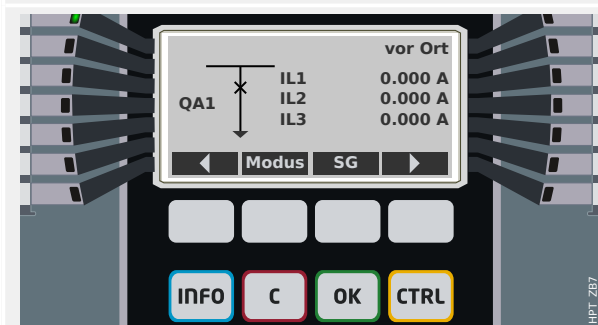 vor Ort
IL1 0.000 A
QA1 IL2 0.000 A
IL3 0.000 A
Modus SG
INFO C OK CTRL
HPT_ZB7